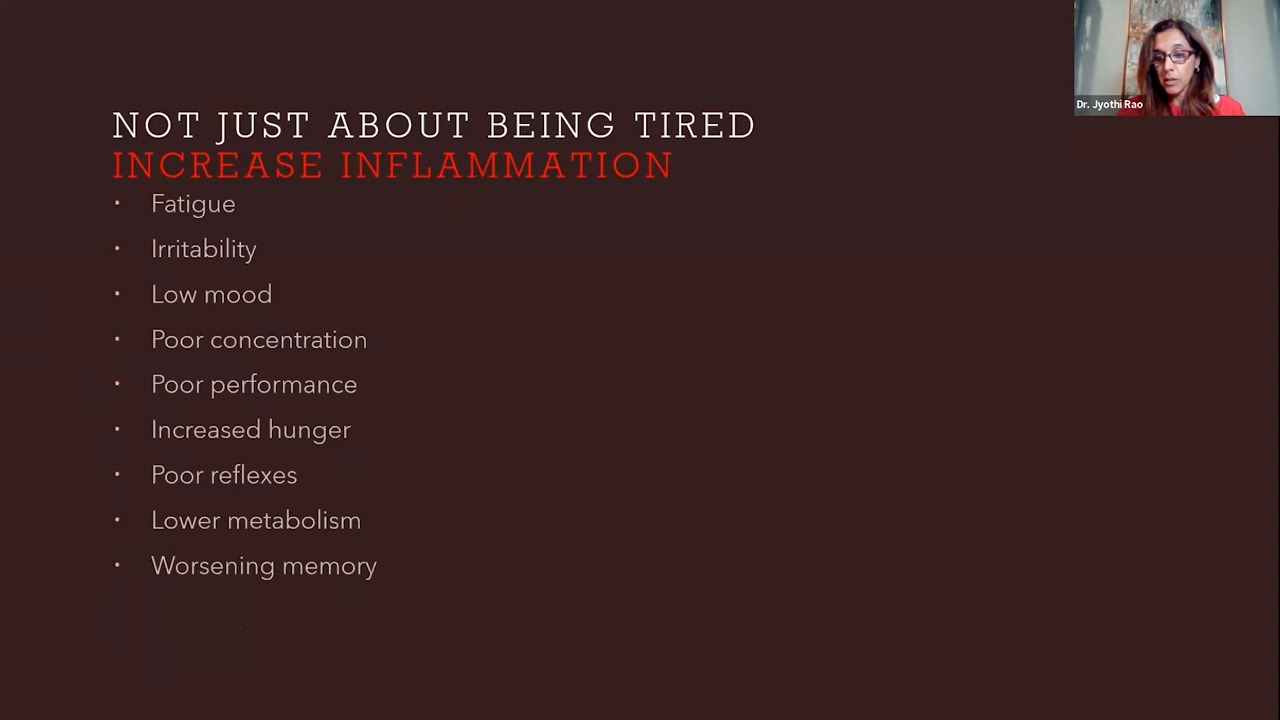 NOT JUST ABOUT BEING TIRED
INCREASE INFLAMMATION
• Fatigue
• Irritability
• Low mood
• Poor concentration
• Poor performance
• Increased hunger
• Poor reflexes
• Lower metabolism
• Worsening memory
Dr. Jyothi Rao